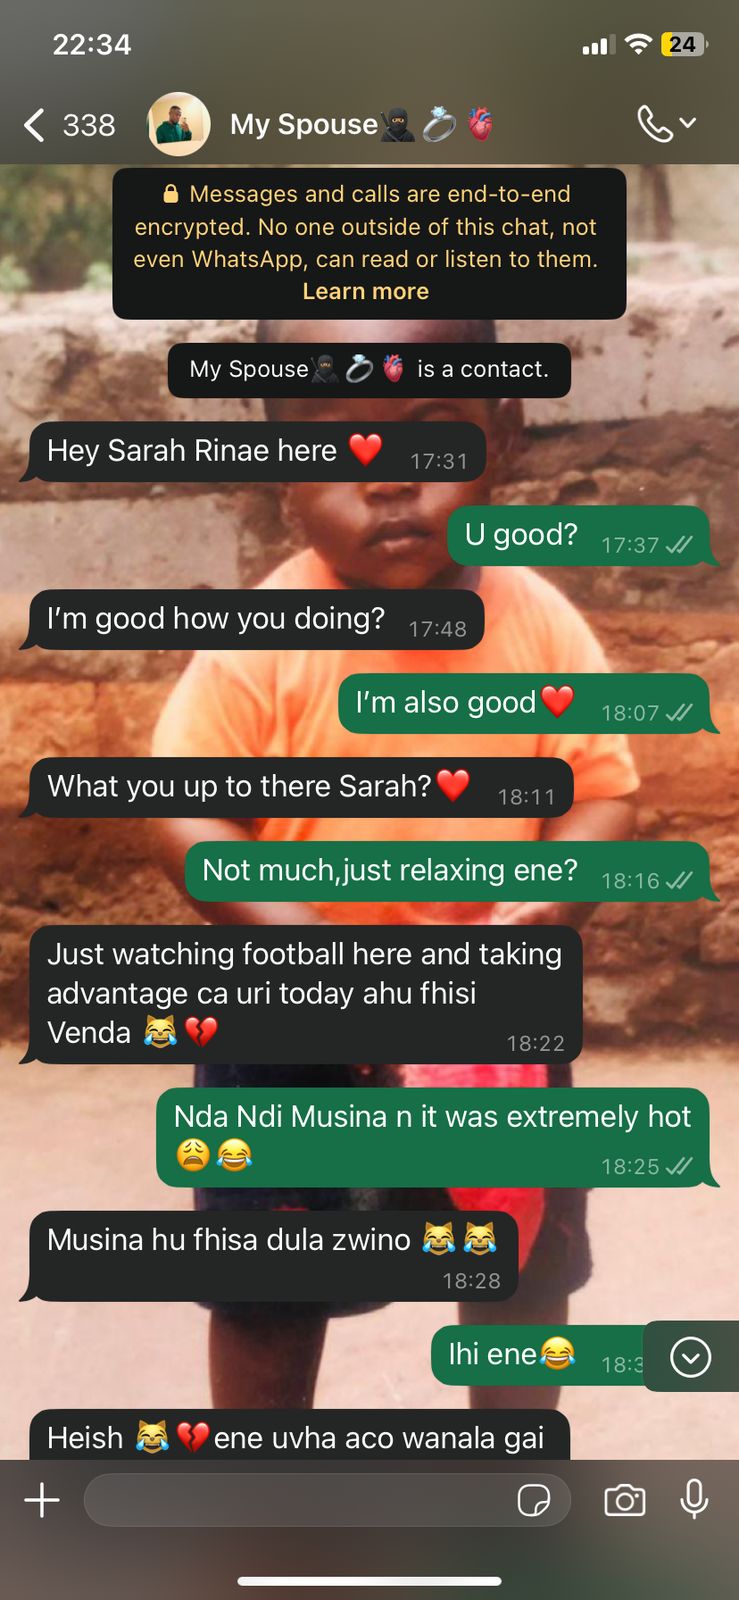 22:34
24
338
My Spouse🥷💍🫀
🔒 Messages and calls are end-to-end
encrypted. No one outside of this chat, not
even WhatsApp, can read or listen to them.
Learn more
My Spouse🥷💍🫀 is a contact.
Hey Sarah Rinae here ❤️ 17:31
U good? 17:37
I’m good how you doing? 17:48
I’m also good❤️ 18:07
What you up to there Sarah?❤️ 18:11
Not much,just relaxing ene? 18:16
Just watching football here and taking
advantage ca uri today ahu fhisi
Venda 😹💔 18:22
Nda Ndi Musina n it was extremely hot
😩😂 18:25
Musina hu fhisa dula zwino 😹😹
18:28
Ihi ene😂 18:3
Heish 😹💔ene uvha aco wanala gai